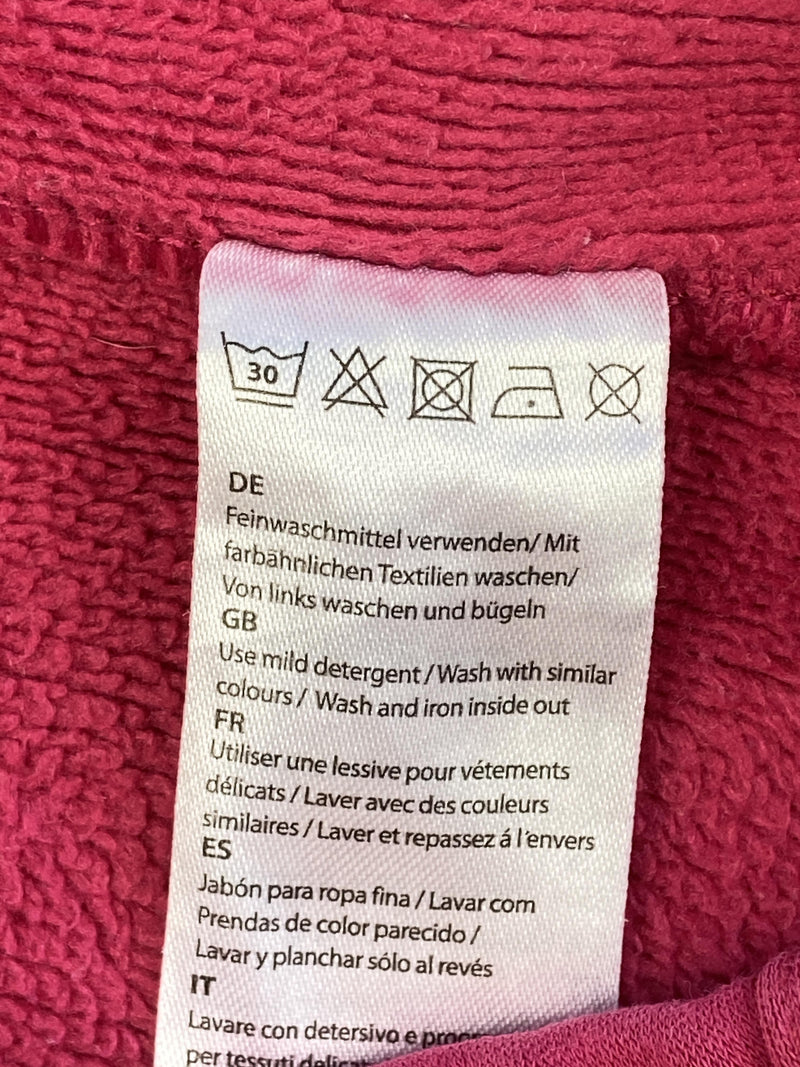 30
DE
Feinwaschmittel verwenden/ Mit
farbähnlichen Textilien waschen/
Von links waschen und bügeln
GB
Use mild detergent / Wash with similar
colours / Wash and iron inside out
FR
Utiliser une lessive pour vétements
délicats / Laver avec des couleurs
similaires / Laver et repassez á l'envers
ES
Jabón para ropa fina / Lavar com
Prendas de color parecido /
Lavar y planchar sólo al revés
IT
Lavare con detersivo e
per tessuti